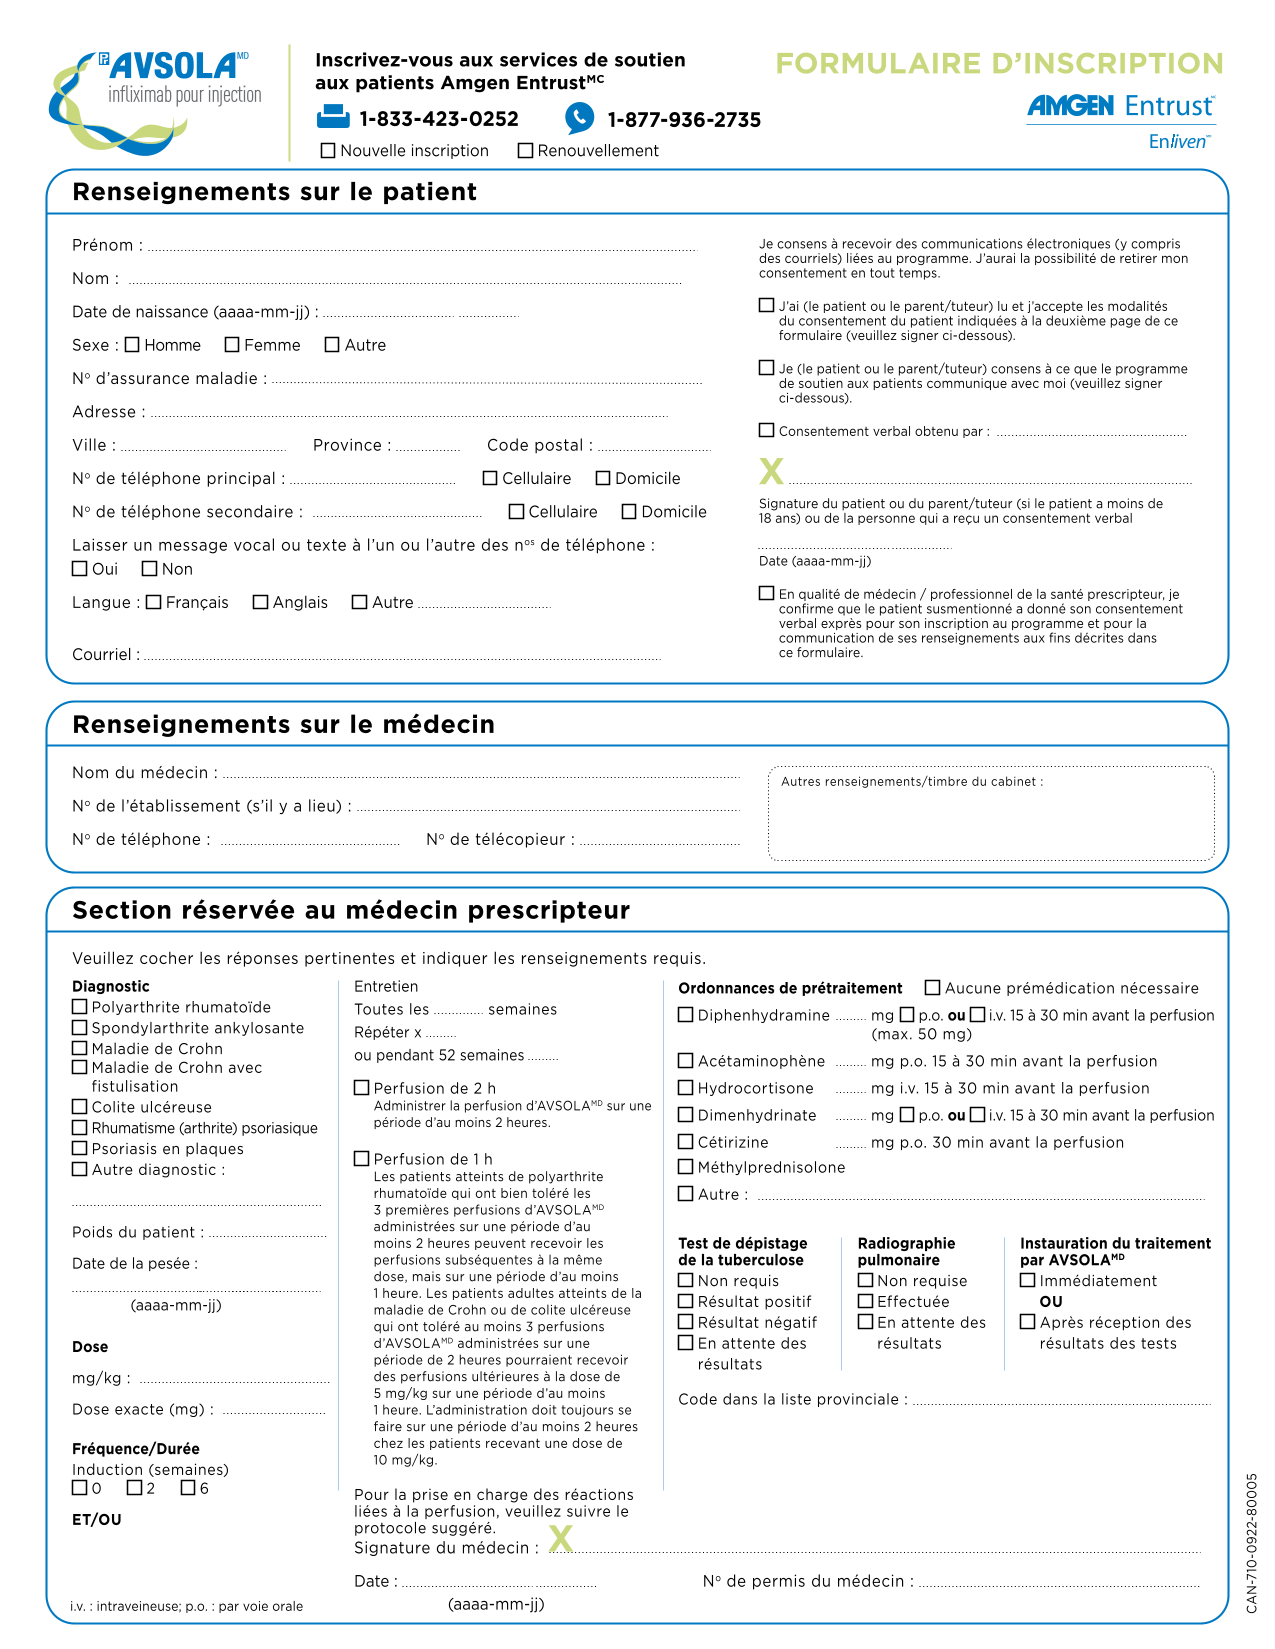 AVSOLA MD
infliximab pour injection
Inscrivez-vous aux services de soutien
aux patients Amgen EntrustMC
1-833-423-0252 1-877-936-2735
Nouvelle inscription Renouvellement
FORMULAIRE D’INSCRIPTION
AMGEN Entrust
Enliven
Renseignements sur le patient
Prénom :
Nom :
Date de naissance (aaaa-mm-jj) :
Sexe : Homme Femme Autre
No d’assurance maladie :
Adresse :
Ville : Province : Code postal :
No de téléphone principal : Cellulaire Domicile
No de téléphone secondaire : Cellulaire Domicile
Laisser un message vocal ou texte à l’un ou l’autre des nos de téléphone :
Oui Non
Langue : Français Anglais Autre
Courriel :
Je consens à recevoir des communications électroniques (y compris
des courriels) liées au programme. J’aurai la possibilité de retirer mon
consentement en tout temps.
J’ai (le patient ou le parent/tuteur) lu et j’accepte les modalités
du consentement du patient indiquées à la deuxième page de ce
formulaire (veuillez signer ci-dessous).
Je (le patient ou le parent/tuteur) consens à ce que le programme
de soutien aux patients communique avec moi (veuillez signer
ci-dessous).
Consentement verbal obtenu par :
X
Signature du patient ou du parent/tuteur (si le patient a moins de
18 ans) ou de la personne qui a reçu un consentement verbal
Date (aaaa-mm-jj)
En qualité de médecin / professionnel de la santé prescripteur, je
confirme que le patient susmentionné a donné son consentement
verbal exprès pour son inscription au programme et pour la
communication de ses renseignements aux fins décrites dans
ce formulaire.
Renseignements sur le médecin
Nom du médecin :
No de l’établissement (s’il y a lieu) :
No de téléphone : No de télécopieur :
Autres renseignements/timbre du cabinet :
Section réservée au médecin prescripteur
Veuillez cocher les réponses pertinentes et indiquer les renseignements requis.
Diagnostic
Polyarthrite rhumatoïde
Spondylarthrite ankylosante
Maladie de Crohn
Maladie de Crohn avec
fistulisation
Colite ulcéreuse
Rhumatisme (arthrite) psoriasique
Psoriasis en plaques
Autre diagnostic :
Poids du patient :
Date de la pesée :
(aaaa-mm-jj)
Dose
mg/kg :
Dose exacte (mg) :
Fréquence/Durée
Induction (semaines)
0 2 6
ET/OU
i.v. : intraveineuse; p.o. : par voie orale
Entretien
Toutes les semaines
Répéter x
ou pendant 52 semaines
Perfusion de 2 h
Administrer la perfusion d’AVSOLAMD sur une
période d’au moins 2 heures.
Perfusion de 1 h
Les patients atteints de polyarthrite
rhumatoïde qui ont bien toléré les
3 premières perfusions d’AVSOLAMD
administrées sur une période d’au
moins 2 heures peuvent recevoir les
perfusions subséquentes à la même
dose, mais sur une période d’au moins
1 heure. Les patients adultes atteints de la
maladie de Crohn ou de colite ulcéreuse
qui ont toléré au moins 3 perfusions
d’AVSOLAMD administrées sur une
période de 2 heures pourraient recevoir
des perfusions ultérieures à la dose de
5 mg/kg sur une période d’au moins
1 heure. L’administration doit toujours se
faire sur une période d’au moins 2 heures
chez les patients recevant une dose de
10 mg/kg.
Pour la prise en charge des réactions
liées à la perfusion, veuillez suivre le
protocole suggéré.
Signature du médecin : X
Date : No de permis du médecin :
(aaaa-mm-jj)
Ordonnances de prétraitement Aucune prémédication nécessaire
Diphenhydramine mg p.o. ou i.v. 15 à 30 min avant la perfusion
(max. 50 mg)
Acétaminophène mg p.o. 15 à 30 min avant la perfusion
Hydrocortisone mg i.v. 15 à 30 min avant la perfusion
Dimenhydrinate mg p.o. ou i.v. 15 à 30 min avant la perfusion
Cétirizine mg p.o. 30 min avant la perfusion
Méthylprednisolone
Autre :
Test de dépistage
de la tuberculose
Non requis
Résultat positif
Résultat négatif
En attente des
résultats
Radiographie
pulmonaire
Non requise
Effectuée
En attente des
résultats
Instauration du traitement
par AVSOLAMD
Immédiatement
OU
Après réception des
résultats des tests
Code dans la liste provinciale :
CAN-710-0922-80005